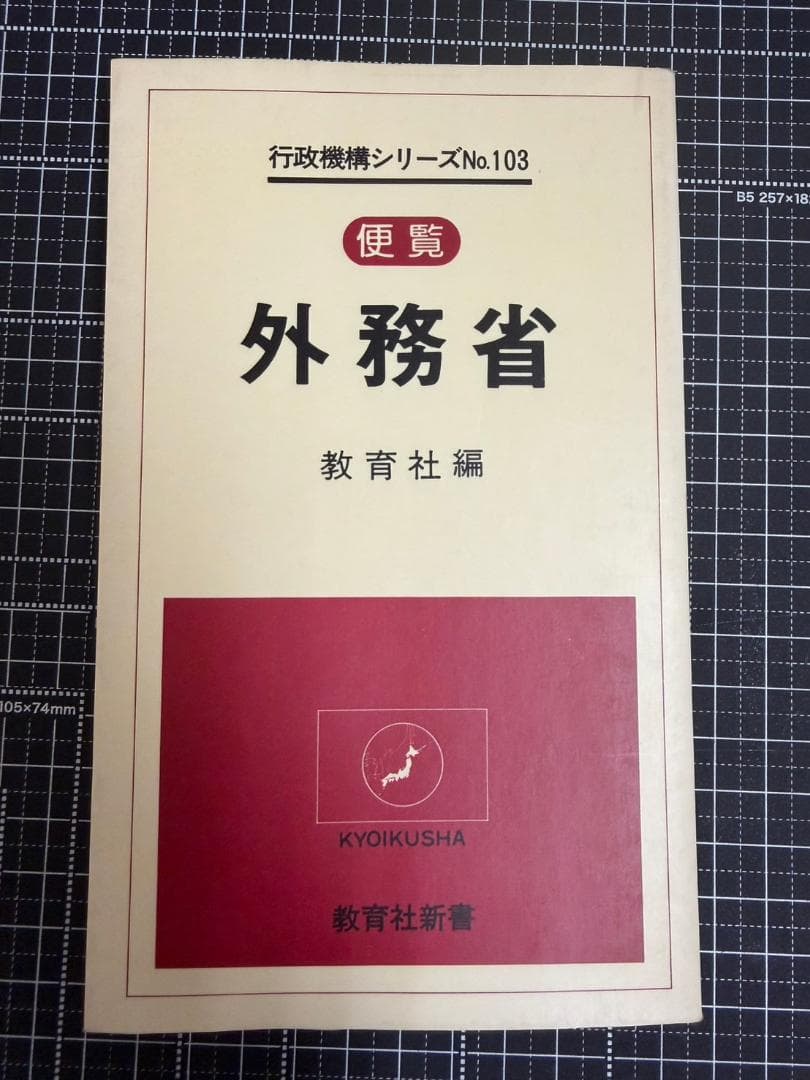 行政機構シリーズNo.103
便覧
外務省
教育社編
KYOIKUSHA
教育社新書
B5 257×182
105×74mm